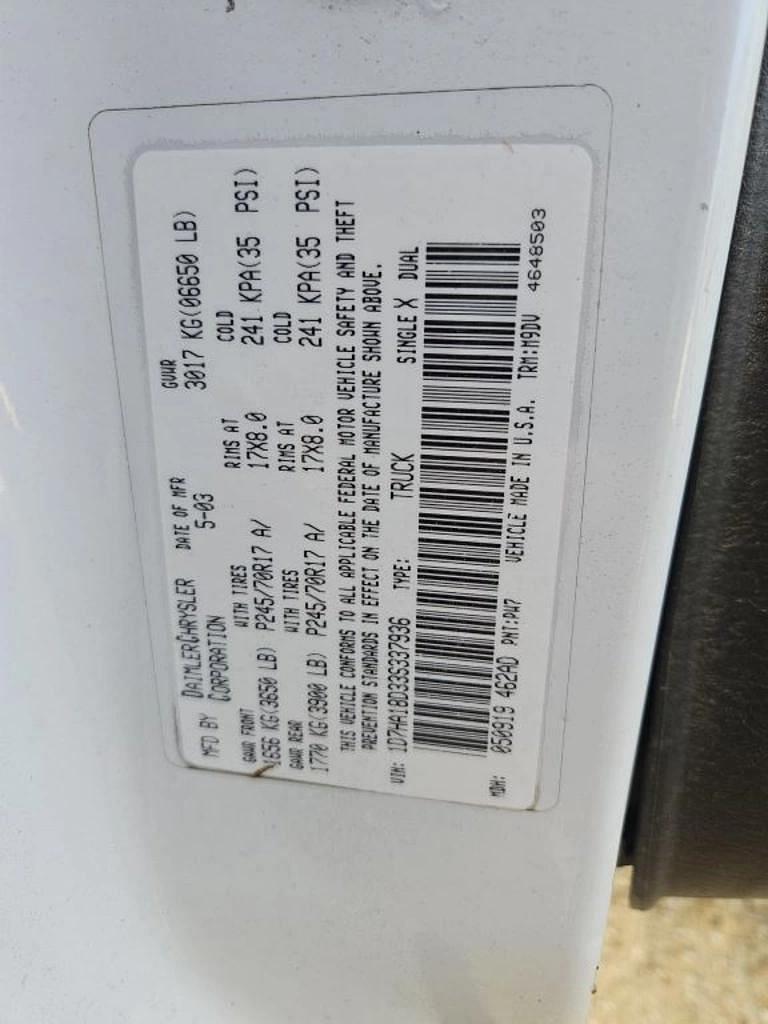 MFD BY DAIMLERCHRYSLER CORPORATION
DATE OF MFR 5-03
GVWR 3017 KG(06650 LB)
GAWR FRONT WITH TIRES RIMS AT COLD
1656 KG(3650 LB) P245/70R17 A/ 17X8.0 241 KPA(35 PSI)
GAWR REAR WITH TIRES RIMS AT COLD
1770 KG(3900 LB) P245/70R17 A/ 17X8.0 241 KPA(35 PSI)
THIS VEHICLE CONFORMS TO ALL APPLICABLE FEDERAL MOTOR VEHICLE SAFETY AND THEFT
PREVENTION STANDARDS IN EFFECT ON THE DATE OF MANUFACTURE SHOWN ABOVE.
VIN: 1D7HA18D33S337936 TYPE: TRUCK SINGLE X DUAL
MDH: 050919 462AD PNT:PW7 VEHICLE MADE IN U.S.A. TRM:M9DV 4648503